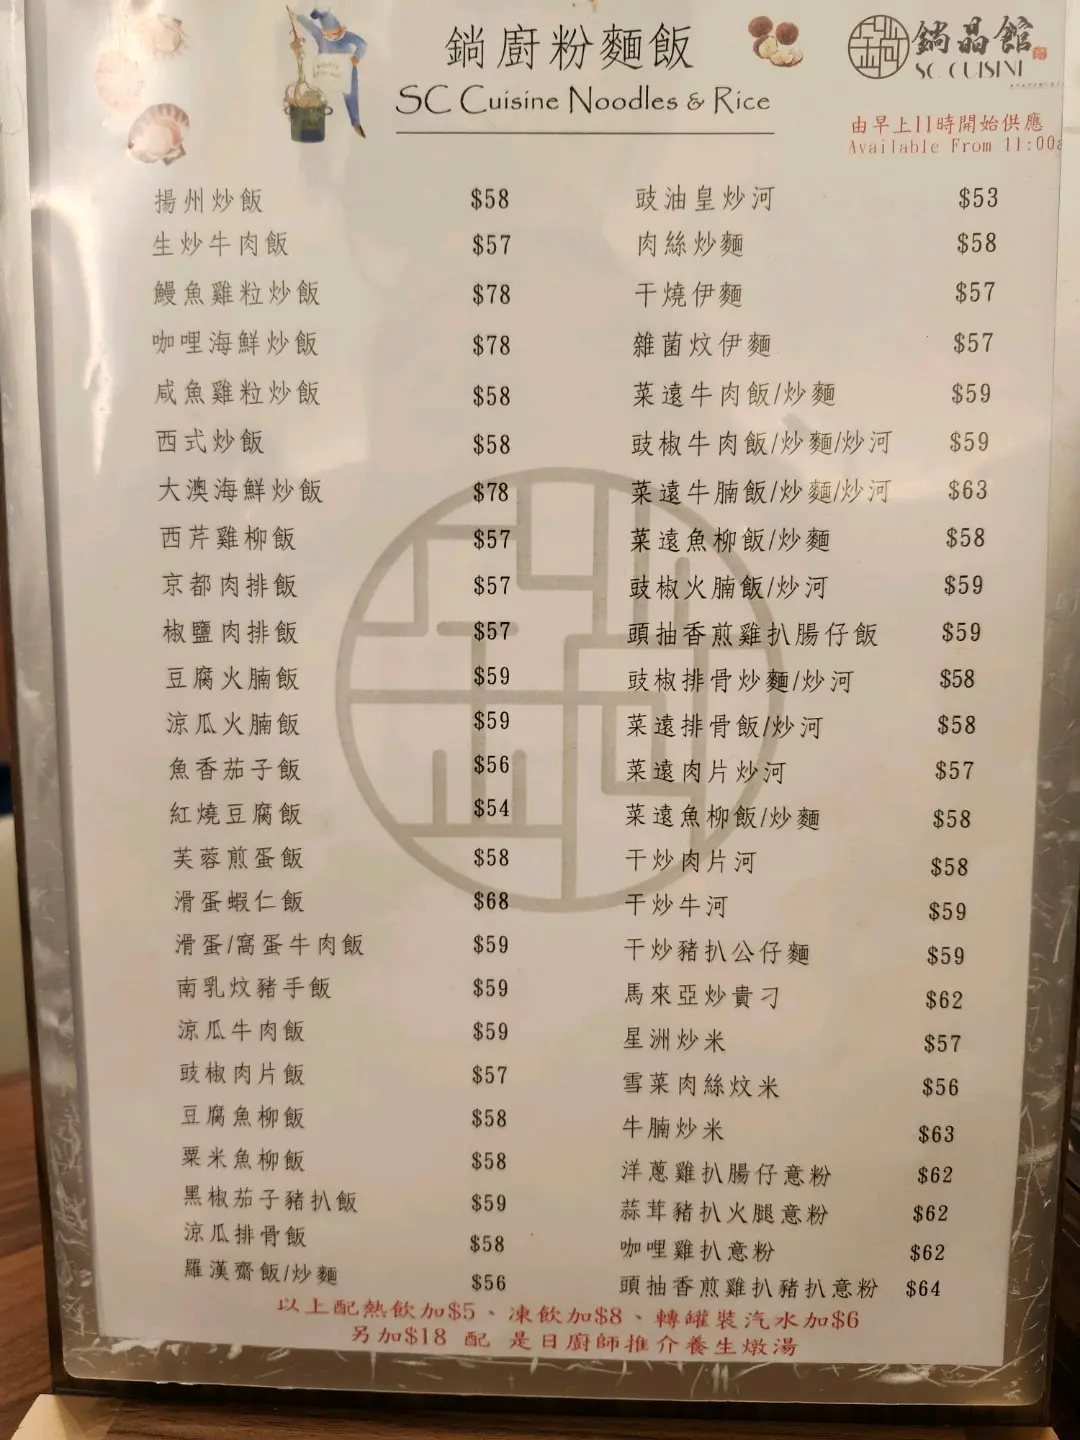 鍋廚粉麵飯
SC Cuisine Noodles & Rice
鍋晶館
SC CUISINE
由早上11時開始供應
Available From 11:00a
揚州炒飯 $58
生炒牛肉飯 $57
鰻魚雞粒炒飯 $78
咖哩海鮮炒飯 $78
咸魚雞粒炒飯 $58
西式炒飯 $58
大澳海鮮炒飯 $78
西芹雞柳飯 $57
京都肉排飯 $57
椒鹽肉排飯 $57
豆腐火腩飯 $59
涼瓜火腩飯 $59
魚香茄子飯 $56
紅燒豆腐飯 $54
芙蓉煎蛋飯 $58
滑蛋蝦仁飯 $68
滑蛋/窩蛋牛肉飯 $59
南乳炆豬手飯 $59
涼瓜牛肉飯 $59
豉椒肉片飯 $57
豆腐魚柳飯 $58
粟米魚柳飯 $58
黑椒茄子豬扒飯 $59
涼瓜排骨飯 $58
羅漢齋飯/炒麵 $56
豉油皇炒河 $53
肉絲炒麵 $58
干燒伊麵 $57
雜菌炆伊麵 $57
菜遠牛肉飯/炒麵 $59
豉椒牛肉飯/炒麵/炒河 $59
菜遠牛腩飯/炒麵/炒河 $63
菜遠魚柳飯/炒麵 $58
豉椒火腩飯/炒河 $59
頭抽香煎雞扒腸仔飯 $59
豉椒排骨炒麵/炒河 $58
菜遠排骨飯/炒河 $58
菜遠肉片炒河 $57
菜遠魚柳飯/炒麵 $58
干炒肉片河 $58
干炒牛河 $59
干炒豬扒公仔麵 $59
馬來亞炒貴刁 $62
星洲炒米 $57
雪菜肉絲炆米 $56
牛腩炒米 $63
洋蔥雞扒腸仔意粉 $62
蒜茸豬扒火腿意粉 $62
咖哩雞扒意粉 $62
頭抽香煎雞扒豬扒意粉 $64
以上配熱飲加$5、凍飲加$8、轉罐裝汽水加$6
另加$18 配 是日廚師推介養生燉湯